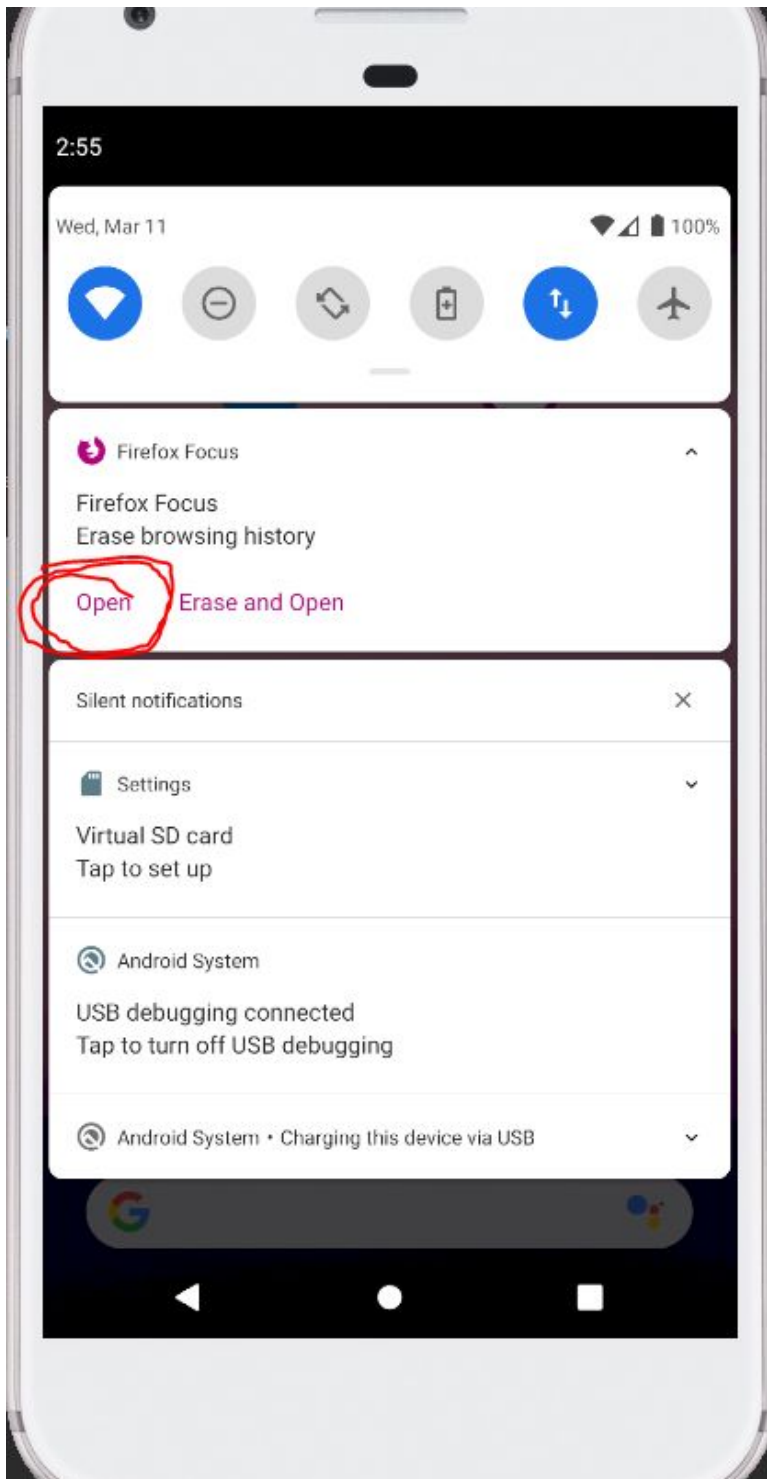 2:55
Wed, Mar 11 100%
Firefox Focus
Firefox Focus
Erase browsing history
Open Erase and Open
Silent notifications
Settings
Virtual SD card
Tap to set up
Android System
USB debugging connected
Tap to turn off USB debugging
Android System • Charging this device via USB